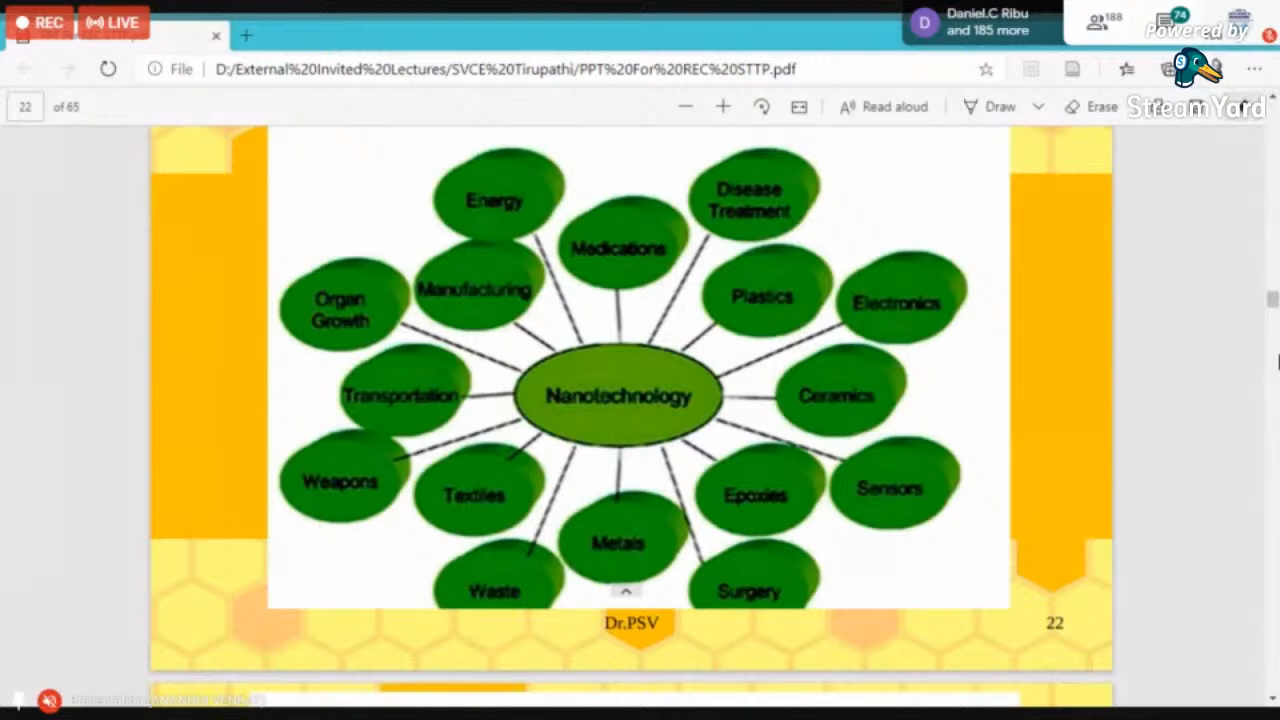 REC
LIVE
D
Daniel.C Ribu
and 185 more
188
74
Powered by
StreamYard
File
D:/External%20Invited%20Lectures/SVCE%20Tirupathi/PPT%20For%20REC%20STTP.pdf
22
of 65
Read aloud
Draw
Erase
Energy
Disease
Treatment
Medications
Manufacturing
Plastics
Organ
Growth
Electronics
Transportation
Nanotechnology
Ceramics
Weapons
Textiles
Epoxies
Sensors
Metals
Waste
Surgery
Dr.PSV
22